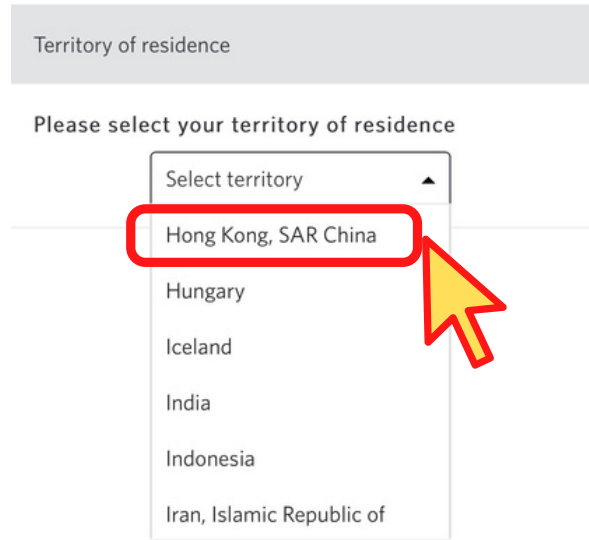 Territory of residence
Please select your territory of residence
Select territory
Hong Kong, SAR China
Hungary
Iceland
India
Indonesia
Iran, Islamic Republic of